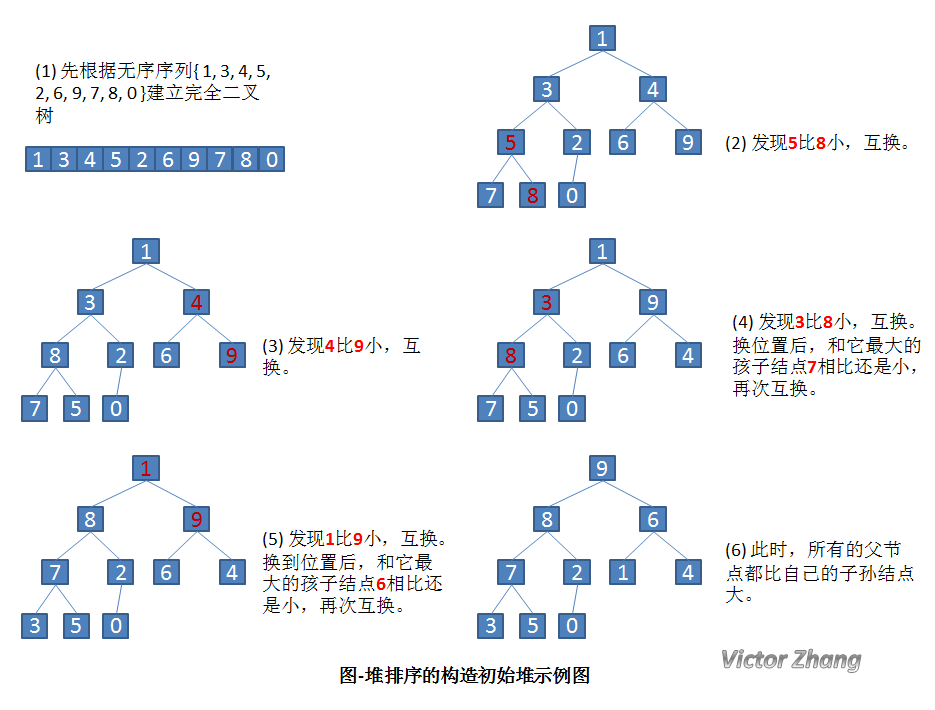 (1) 先根据无序序列{ 1, 3, 4, 5,
2, 6, 9, 7, 8, 0 }建立完全二叉
树
1 3 4 5 2 6 9 7 8 0
1
3 4
5 2 6 9
7 8 0
(2) 发现5比8小，互换。
1
3 4
8 2 6 9
7 5 0
(3) 发现4比9小，互
换。
1
3 9
8 2 6 4
7 5 0
(4) 发现3比8小，互换。
换位置后，和它最大的
孩子结点7相比还是小，
再次互换。
1
8 9
7 2 6 4
3 5 0
(5) 发现1比9小，互换。
换到位置后，和它最
大的孩子结点6相比还
是小，再次互换。
9
8 6
7 2 1 4
3 5 0
(6) 此时，所有的父节
点都比自己的子孙结点
大。
Victor Zhang
图-堆排序的构造初始堆示例图